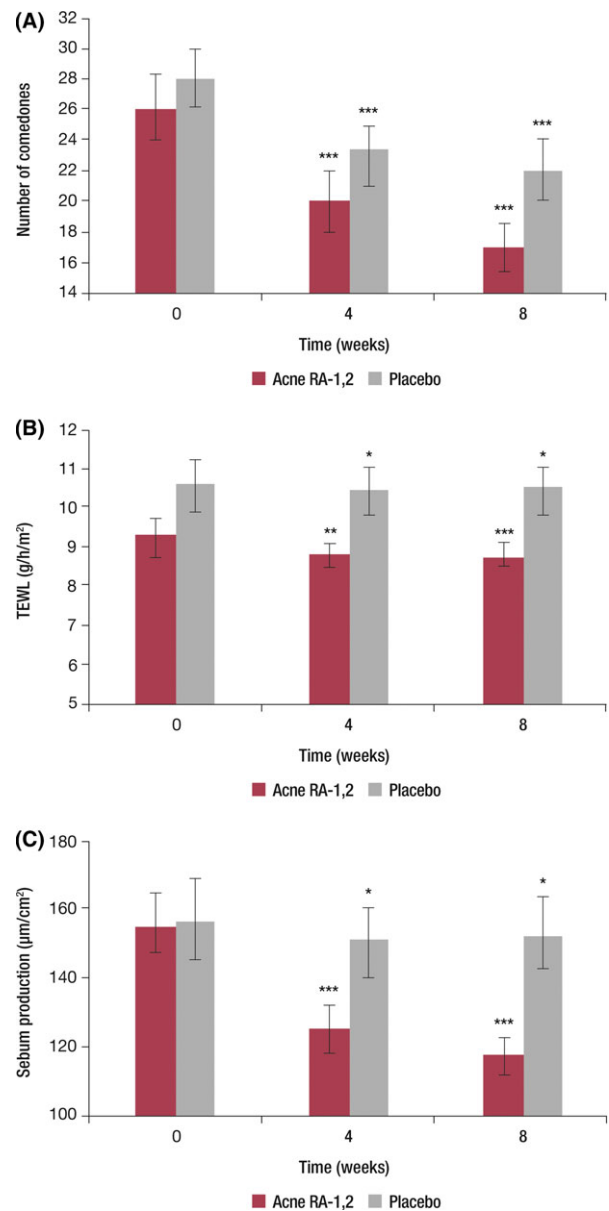 (A)
32
30
28
26
24
22
20
18
16
14
Number of comedones
***
***
***
***
0
4
8
Time (weeks)
Acne RA-1,2
Placebo
(B)
12
11
10
9
8
7
6
5
TEWL (g/h/m²)
*
**
*
***
0
4
8
Time (weeks)
Acne RA-1,2
Placebo
(C)
180
160
140
120
100
Sebum production (µm/cm²)
*
***
*
***
0
4
8
Time (weeks)
Acne RA-1,2
Placebo